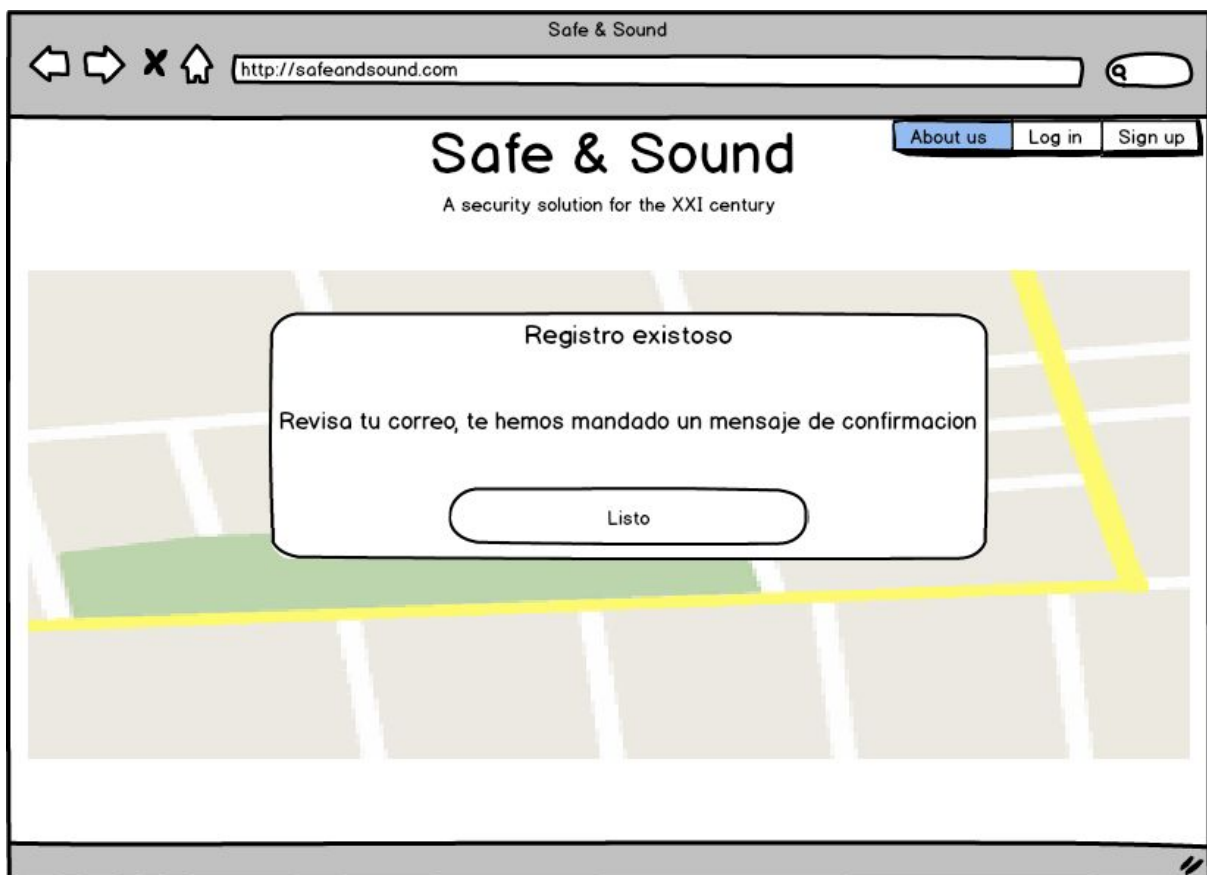 Safe & Sound
http://safeandsound.com
About us Log in Sign up
Safe & Sound
A security solution for the XXI century
Registro existoso
Revisa tu correo, te hemos mandado un mensaje de confirmacion
Listo